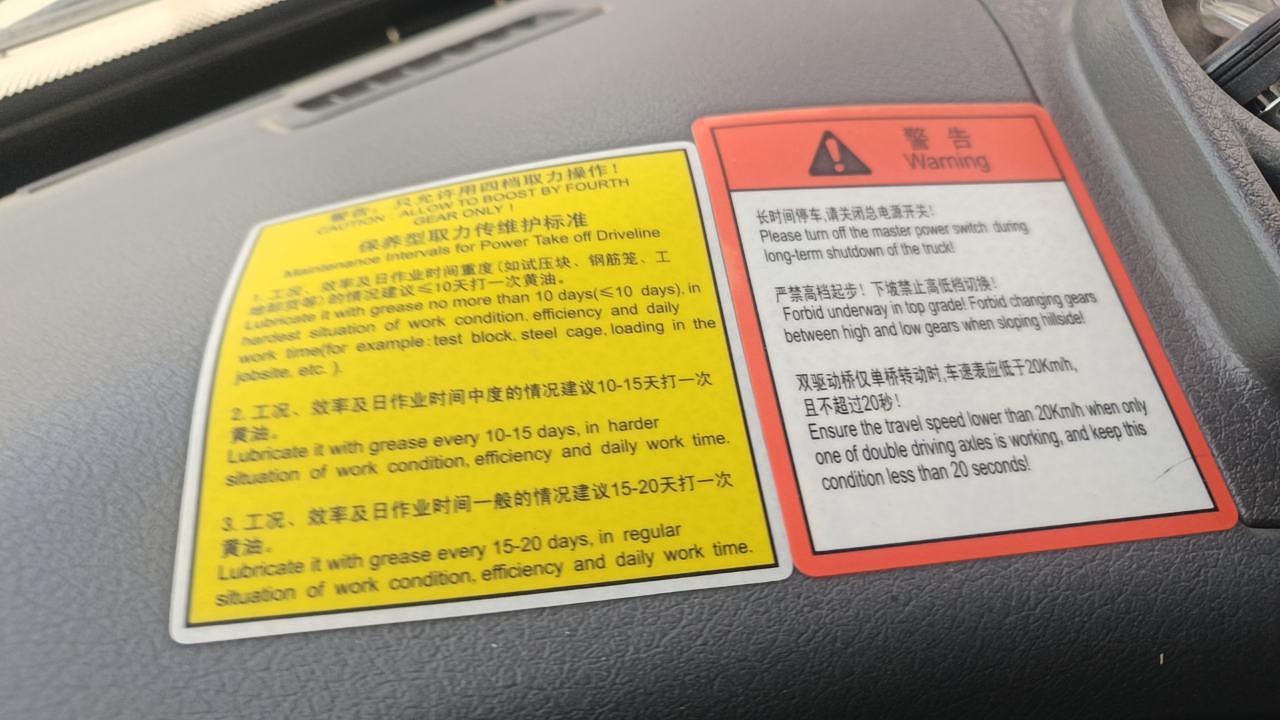 警告：只允许用四档取力操作！
CAUTION: ALLOW TO BOOST BY FOURTH
GEAR ONLY！
保养型取力传维护标准
Maintenance Intervals for Power Take off Driveline
1. 工况、效率及日作业时间重度（如试压块、钢筋笼、工
地卸货等）的情况建议≤10天打一次黄油。
Lubricate it with grease no more than 10 days(≤10 days), in
hardest situation of work condition, efficiency and daily
work time(for example:test block, steel cage, loading in the
jobsite, etc. ).
2. 工况、效率及日作业时间中度的情况建议10-15天打一次
黄油。
Lubricate it with grease every 10-15 days, in harder
situation of work condition, efficiency and daily work time.
3. 工况、效率及日作业时间一般的情况建议15-20天打一次
黄油。
Lubricate it with grease every 15-20 days, in regular
situation of work condition, efficiency and daily work time.
警告
Warning
长时间停车,请关闭总电源开关！
Please turn off the master power switch during
long-term shutdown of the truck!
严禁高档起步！下坡禁止高低档切换！
Forbid underway in top grade! Forbid changing gears
between high and low gears when sloping hillside!
双驱动桥仅单桥转动时,车速表应低于20Km/h,
且不超过20秒！
Ensure the travel speed lower than 20Km/h when only
one of double driving axles is working, and keep this
condition less than 20 seconds!